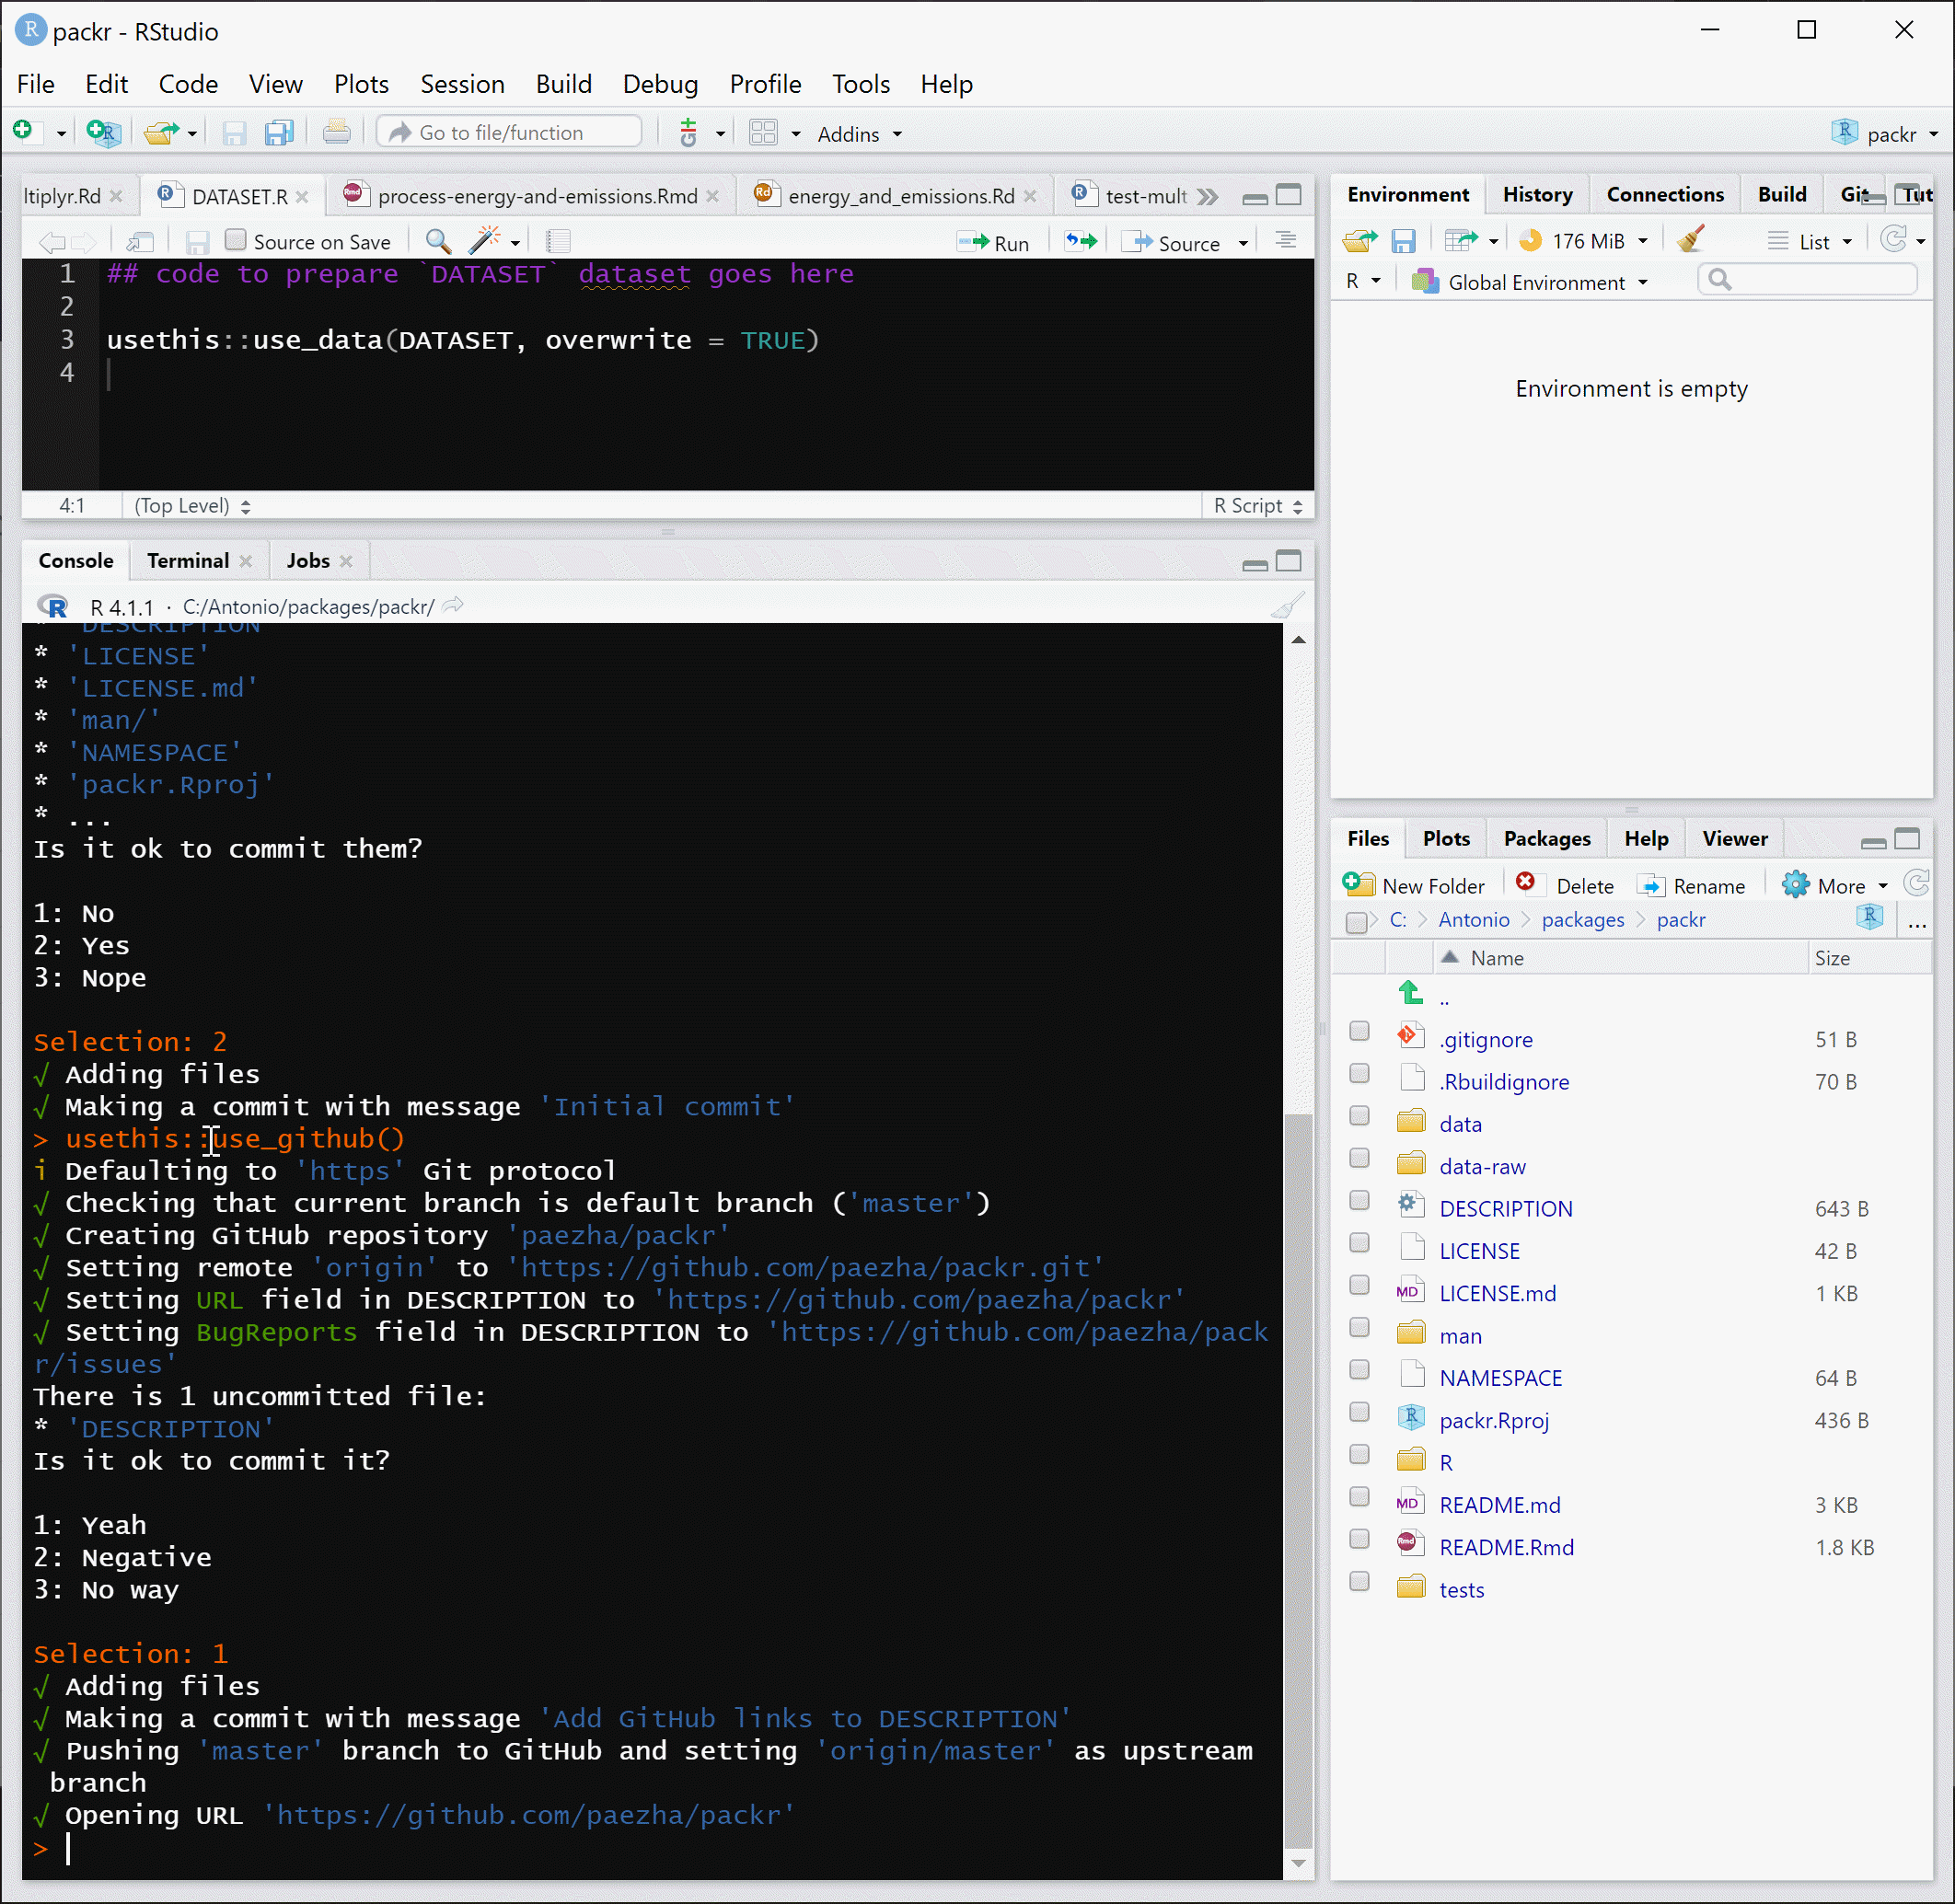 packr - RStudio
File Edit Code View Plots Session Build Debug Profile Tools Help
Go to file/function Addins packr
ltiplyr.Rd DATASET.R process-energy-and-emissions.Rmd energy_and_emissions.Rd test-mult
Source on Save Run Source
1 ## code to prepare `DATASET` dataset goes here
2
3 usethis::use_data(DATASET, overwrite = TRUE)
4
4:1 (Top Level) R Script
Console Terminal Jobs
R 4.1.1 · C:/Antonio/packages/packr/
* 'DESCRIPTION'
* 'LICENSE'
* 'LICENSE.md'
* 'man/'
* 'NAMESPACE'
* 'packr.Rproj'
* ...
Is it ok to commit them?
1: No
2: Yes
3: Nope
Selection: 2
√ Adding files
√ Making a commit with message 'Initial commit'
> usethis::use_github()
i Defaulting to 'https' Git protocol
√ Checking that current branch is default branch ('master')
√ Creating GitHub repository 'paezha/packr'
√ Setting remote 'origin' to 'https://github.com/paezha/packr.git'
√ Setting URL field in DESCRIPTION to 'https://github.com/paezha/packr'
√ Setting BugReports field in DESCRIPTION to 'https://github.com/paezha/pack
r/issues'
There is 1 uncommitted file:
* 'DESCRIPTION'
Is it ok to commit it?
1: Yeah
2: Negative
3: No way
Selection: 1
√ Adding files
√ Making a commit with message 'Add GitHub links to DESCRIPTION'
√ Pushing 'master' branch to GitHub and setting 'origin/master' as upstream
branch
√ Opening URL 'https://github.com/paezha/packr'
>
Environment History Connections Build Git Tut
176 MiB List
R Global Environment
Environment is empty
Files Plots Packages Help Viewer
New Folder Delete Rename More
C: Antonio packages packr ...
Name Size
..
.gitignore 51 B
.Rbuildignore 70 B
data
data-raw
DESCRIPTION 643 B
LICENSE 42 B
LICENSE.md 1 KB
man
NAMESPACE 64 B
packr.Rproj 436 B
R
README.md 3 KB
README.Rmd 1.8 KB
tests